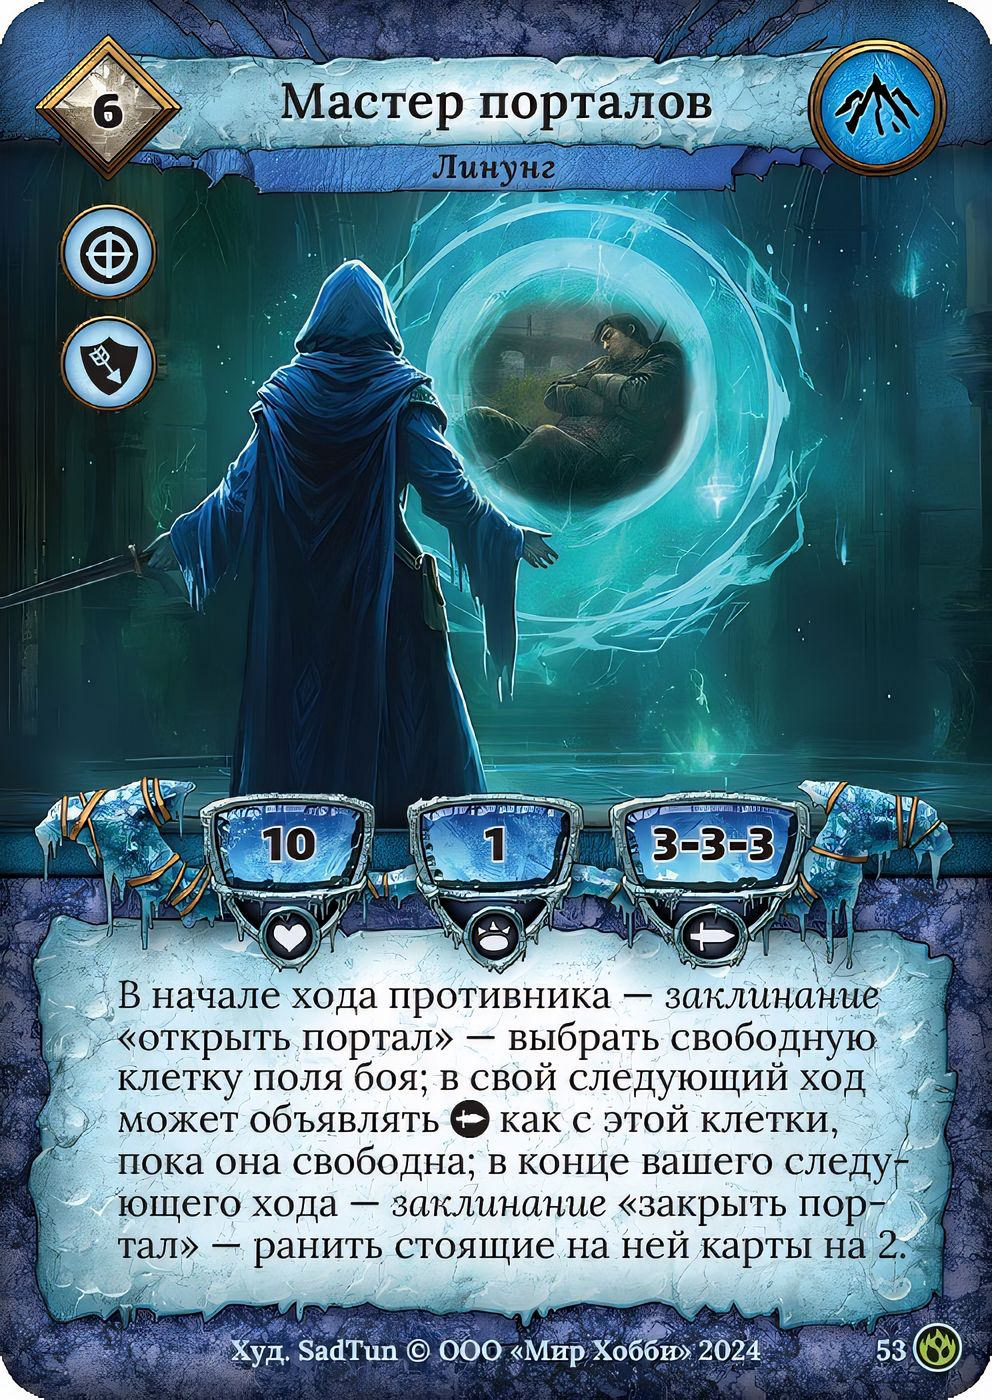 6
Мастер порталов
Линунг
10
1
3-3-3
В начале хода противника — заклинание
«открыть портал» — выбрать свободную
клетку поля боя; в свой следующий ход
может объявлять как с этой клетки,
пока она свободна; в конце вашего следу-
ющего хода — заклинание «закрыть пор-
тал» — ранить стоящие на ней карты на 2.
Худ. SadTun © ООО «Мир Хобби» 2024
53